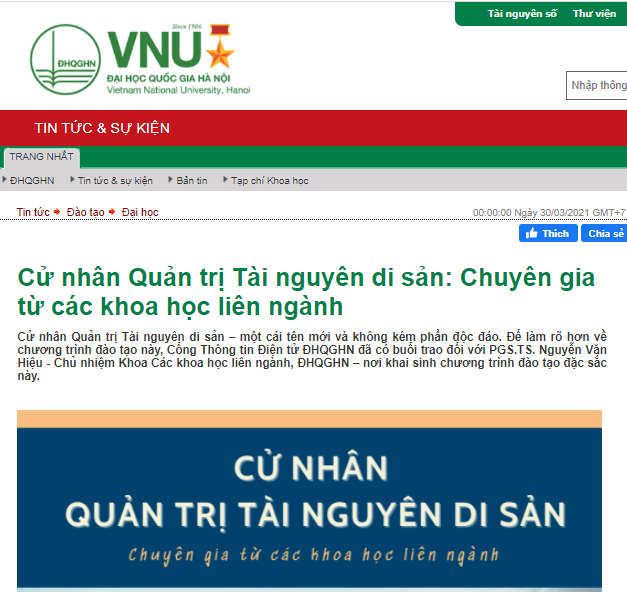 Tài nguyên số Thư viện
Since 1906
VNU
ĐHQGHN
ĐẠI HỌC QUỐC GIA HÀ NỘI
Vietnam National University, Hanoi
Nhập thông
TIN TỨC & SỰ KIỆN
TRANG NHẤT
ĐHQGHN Tin tức & sự kiện Bản tin Tạp chí Khoa học
Tin tức Đào tạo Đại học 00:00:00 Ngày 30/03/2021 GMT+7
Thích Chia sẻ
Cử nhân Quản trị Tài nguyên di sản: Chuyên gia
từ các khoa học liên ngành
Cử nhân Quản trị Tài nguyên di sản – một cái tên mới và không kém phần độc đáo. Để làm rõ hơn về
chương trình đào tạo này, Cổng Thông tin Điện tử ĐHQGHN đã có buổi trao đổi với PGS.TS. Nguyễn Văn
Hiệu - Chủ nhiệm Khoa Các khoa học liên ngành, ĐHQGHN – nơi khai sinh chương trình đào tạo đặc sắc
này.
CỬ NHÂN
QUẢN TRỊ TÀI NGUYÊN DI SẢN
Chuyên gia từ các khoa học liên ngành